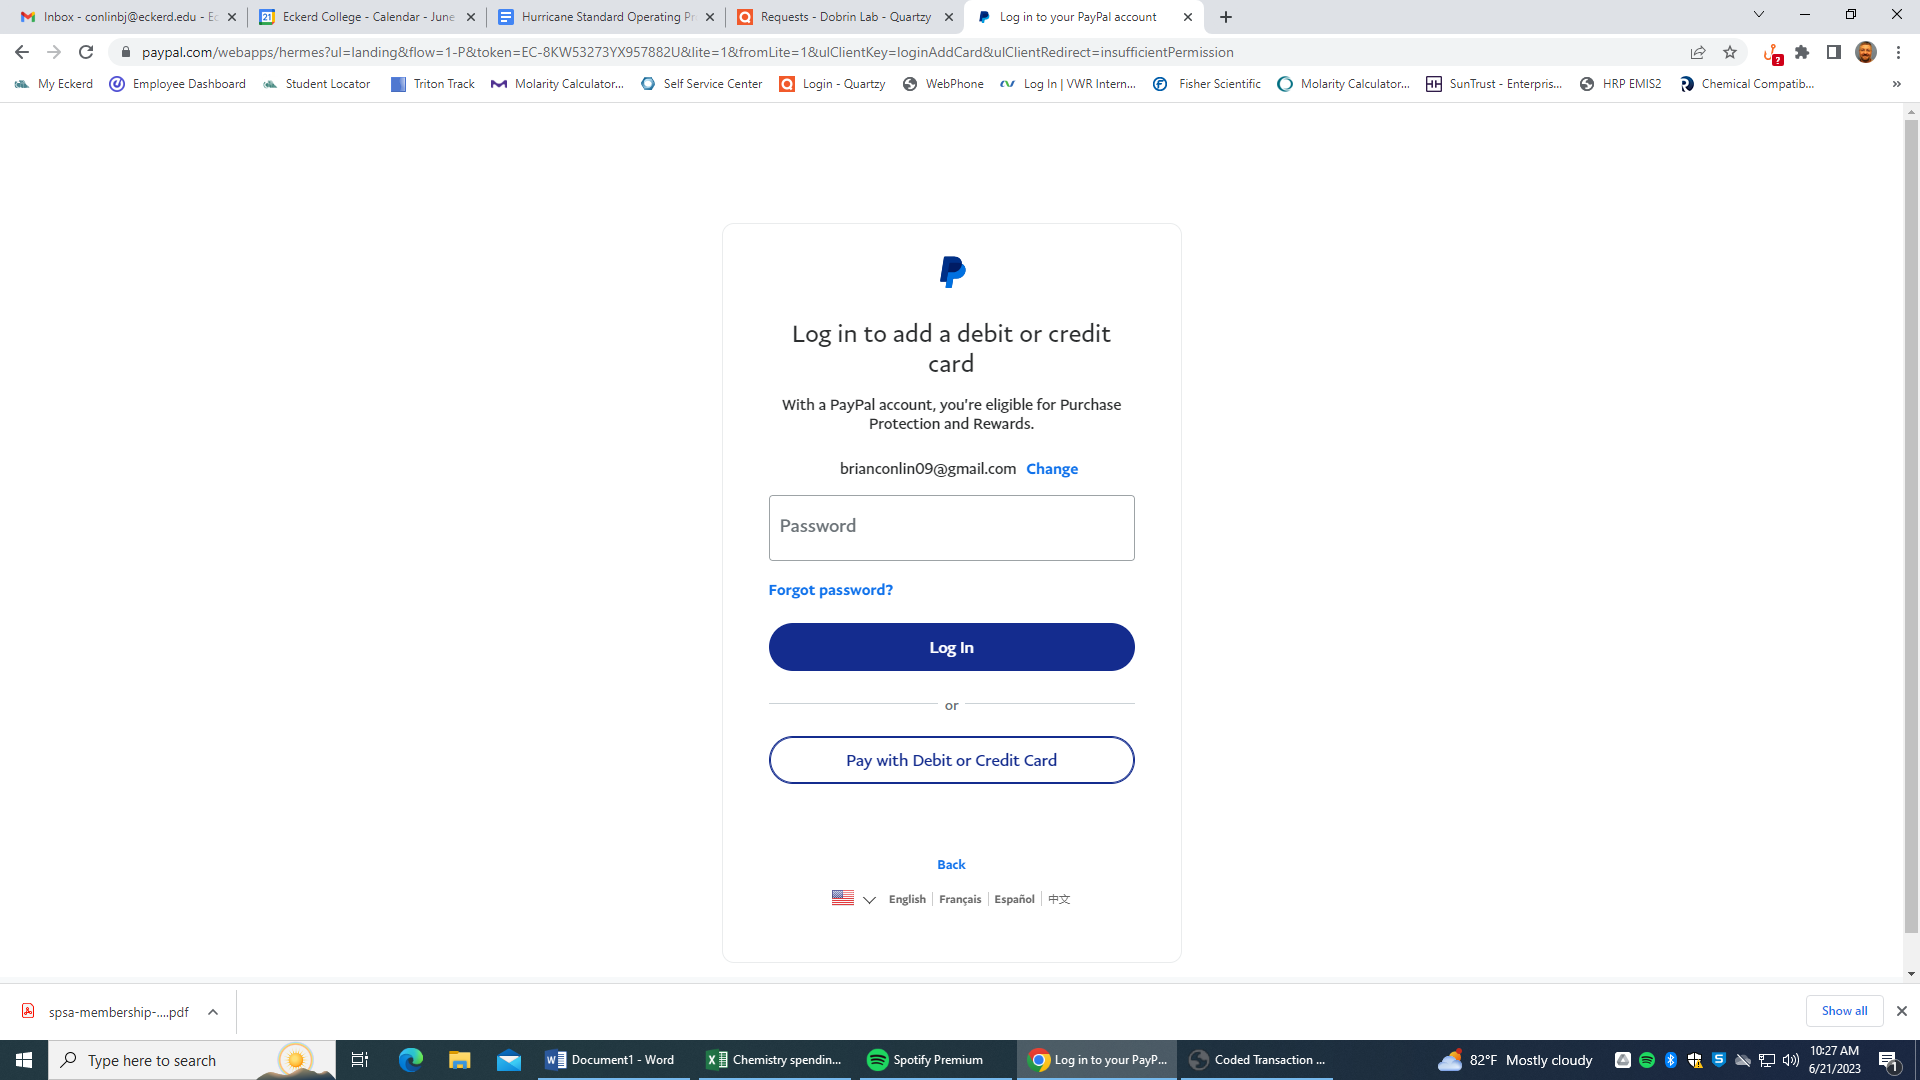 Inbox - conlinbj@eckerd.edu - Ec
Eckerd College - Calendar - June
Hurricane Standard Operating Pr
Requests - Dobrin Lab - Quartzy
Log in to your PayPal account
paypal.com/webapps/hermes?ul=landing&flow=1-P&token=EC-8KW53273YX957882U&lite=1&fromLite=1&ulClientKey=loginAddCard&ulClientRedirect=insufficientPermission
My Eckerd
Employee Dashboard
Student Locator
Triton Track
Molarity Calculator...
Self Service Center
Login - Quartzy
WebPhone
Log In | VWR Intern...
Fisher Scientific
Molarity Calculator...
SunTrust - Enterpris...
HRP EMIS2
Chemical Compatib...
»
Log in to add a debit or credit
card
With a PayPal account, you're eligible for Purchase
Protection and Rewards.
brianconlin09@gmail.com Change
Password
Forgot password?
Log In
or
Pay with Debit or Credit Card
Back
English Français Español 中文
spsa-membership-....pdf
Show all
Type here to search
Document1 - Word
Chemistry spendin...
Spotify Premium
Log in to your PayP...
Coded Transaction ...
82°F Mostly cloudy
10:27 AM
6/21/2023
1